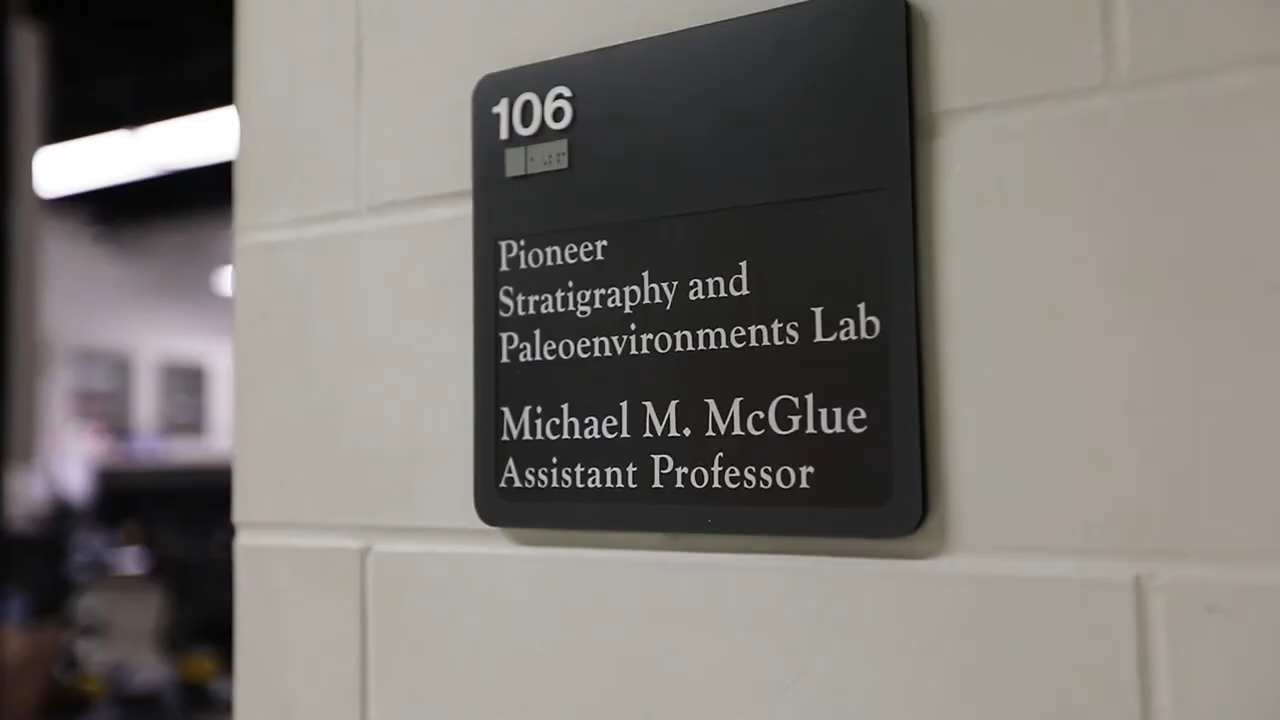 106
Pioneer
Stratigraphy and
Paleoenvironments Lab
Michael M. McGlue
Assistant Professor